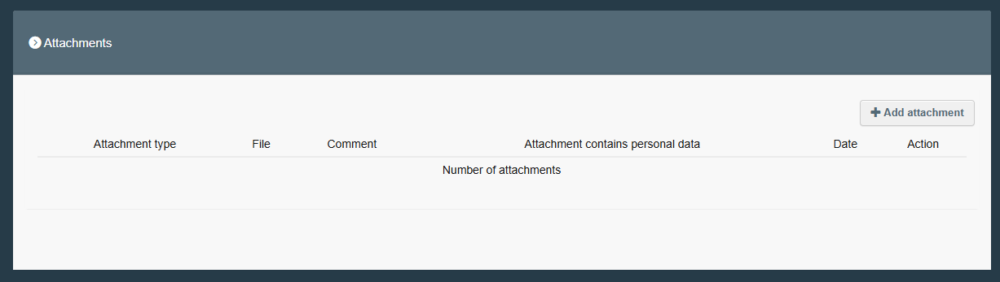 Attachments
Add attachment
Attachment type File Comment Attachment contains personal data Date Action
Number of attachments